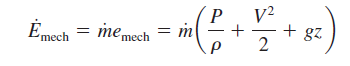 Ė_mech = ṁe_mech = ṁ(P/ρ + V²/2 + gz)